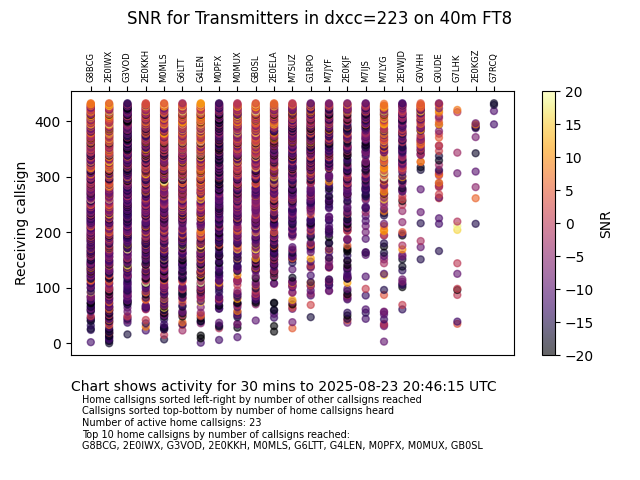 SNR for Transmitters in dxcc=223 on 40m FT8
G8BCG 2E0IWX G3VOD 2E0KKH M0MLS G6LTT G4LEN M0PFX M0MUX GB0SL 2E0ELA M7SUZ G1RPO M7JYF 2E0KJF M7IJS M7LYG 2E0WJD G0VHH G0UDE G7LHK 2E0KGZ G7RCQ
400
300
200
100
0
Receiving callsign
20
15
10
5
0
−5
−10
−15
−20
SNR
Chart shows activity for 30 mins to 2025-08-23 20:46:15 UTC
Home callsigns sorted left-right by number of other callsigns reached
Callsigns sorted top-bottom by number of home callsigns heard
Number of active home callsigns: 23
Top 10 home callsigns by number of callsigns reached:
G8BCG, 2E0IWX, G3VOD, 2E0KKH, M0MLS, G6LTT, G4LEN, M0PFX, M0MUX, GB0SL